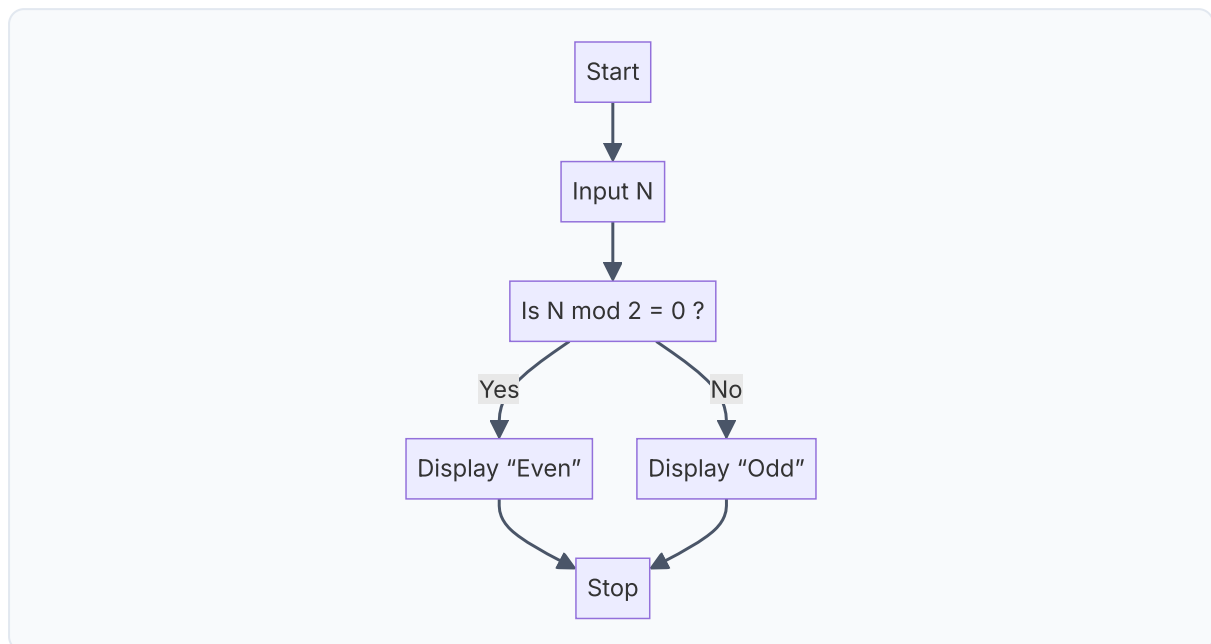 Start
Input N
Is N mod 2 = 0 ?
Yes
No
Display “Even”
Display “Odd”
Stop